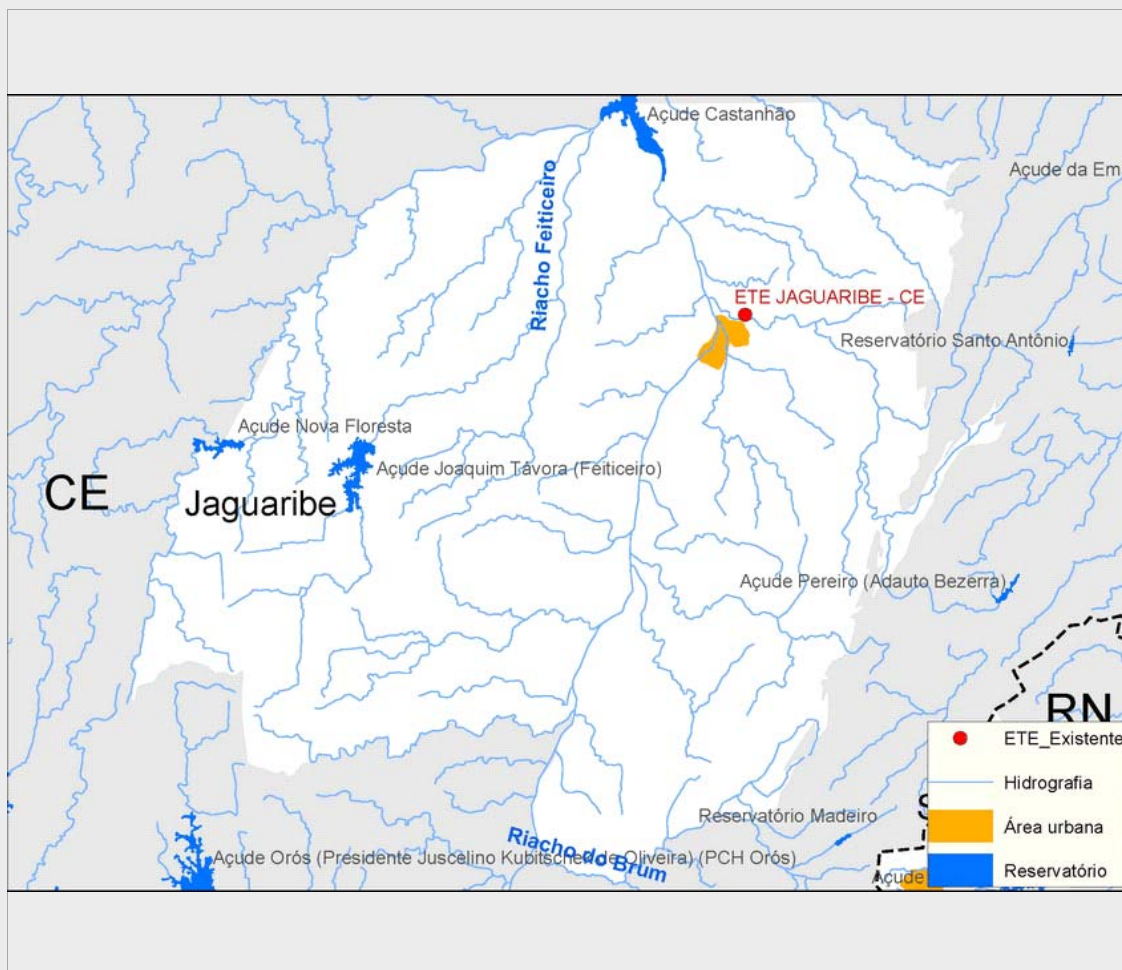 Açude Castanhão
Açude da Em
Riacho Feiticeiro
ETE JAGUARIBE - CE
Reservatório Santo Antônio
Açude Nova Floresta
Açude Joaquim Távora (Feiticeiro)
CE
Jaguaribe
Açude Pereiro (Adauto Bezerra)
RN
ETE_Existente
Hidrografia
Reservatório Madeiro
Área urbana
Riacho do Brum
Açude Orós (Presidente Juscelino Kubitschek de Oliveira) (PCH Orós)
Reservatório
Açude